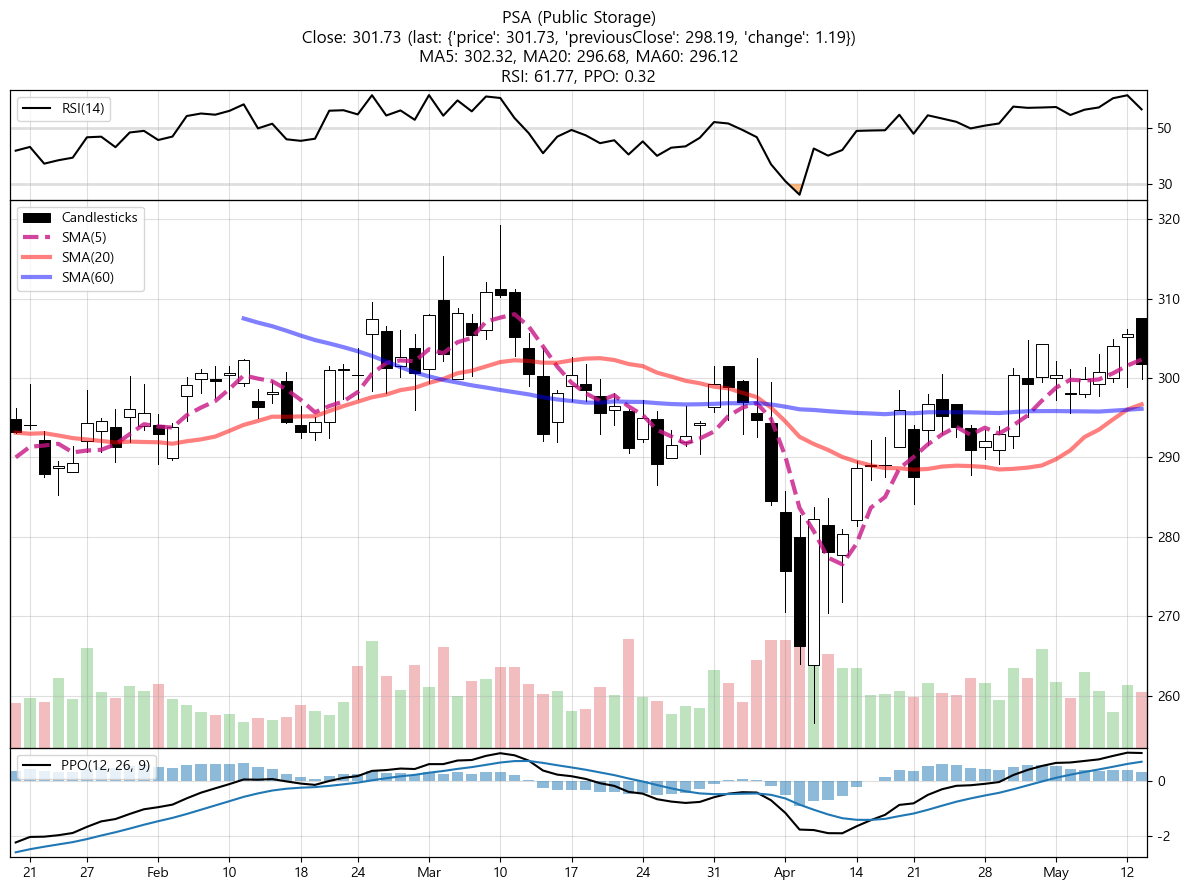 PSA (Public Storage)
Close: 301.73 (last: {'price': 301.73, 'previousClose': 298.19, 'change': 1.19})
MA5: 302.32, MA20: 296.68, MA60: 296.12
RSI: 61.77, PPO: 0.32
RSI(14)
50
30
Candlesticks
SMA(5)
SMA(20)
SMA(60)
320
310
300
290
280
270
260
PPO(12, 26, 9)
0
-2
21 27 Feb 10 18 24 Mar 10 17 24 31 Apr 14 21 28 May 12